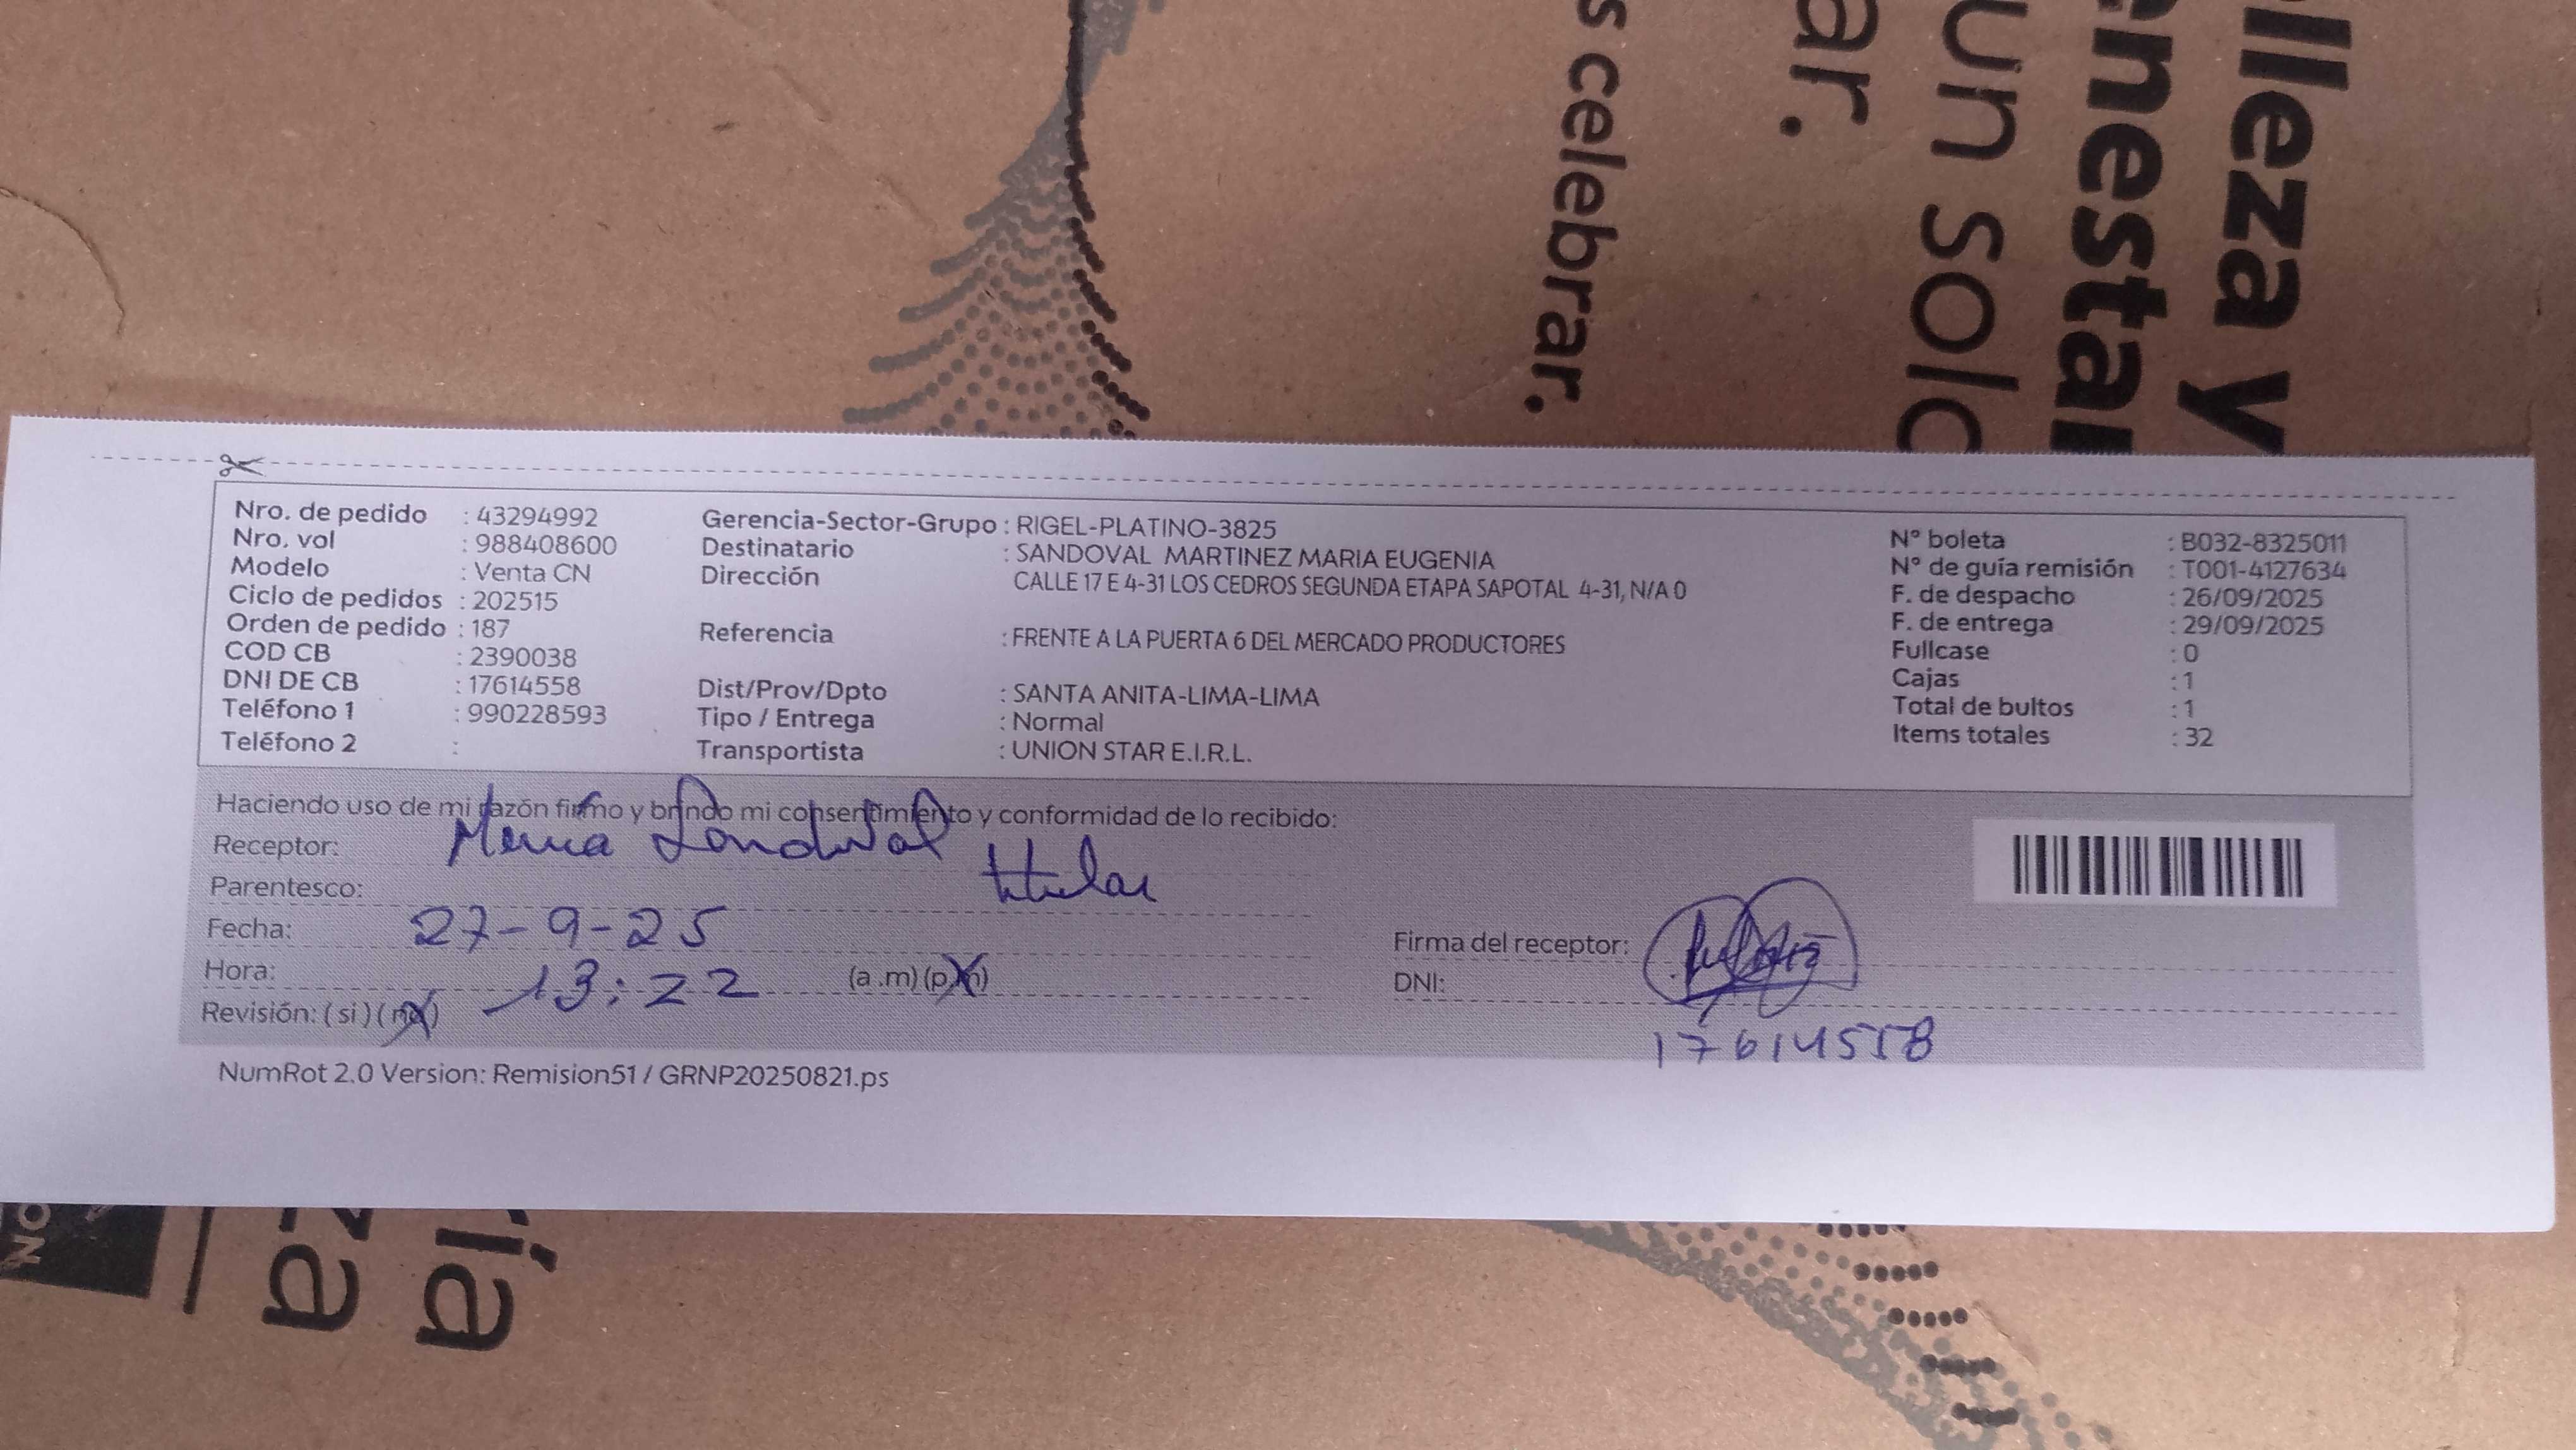 s celebrar.
ar.
un solo
enestar
lleza y
Nro. de pedido : 43294992
Nro. vol : 988408600
Modelo : Venta CN
Ciclo de pedidos : 202515
Orden de pedido : 187
COD CB : 2390038
DNI DE CB : 17614558
Teléfono 1 : 990228593
Teléfono 2 :
Gerencia-Sector-Grupo : RIGEL-PLATINO-3825
Destinatario : SANDOVAL MARTINEZ MARIA EUGENIA
Dirección CALLE 17 E 4-31 LOS CEDROS SEGUNDA ETAPA SAPOTAL 4-31, N/A 0
Referencia : FRENTE A LA PUERTA 6 DEL MERCADO PRODUCTORES
Dist/Prov/Dpto : SANTA ANITA-LIMA-LIMA
Tipo / Entrega : Normal
Transportista : UNION STAR E.I.R.L.
N° boleta : B032-8325011
N° de guía remisión : T001-4127634
F. de despacho : 26/09/2025
F. de entrega : 29/09/2025
Fullcase : 0
Cajas : 1
Total de bultos : 1
Items totales : 32
Haciendo uso de mi razón firmo y brindo mi consentimiento y conformidad de lo recibido:
Receptor: Maria Sandoval
Parentesco: titular
Fecha: 27-9-25
Hora: 13:22 (a.m) (p.m)
Revisión: (si) (no)
Firma del receptor:
DNI: 17614558
NumRot 2.0 Version: Remision51 / GRNP20250821.ps
NO
za
ría